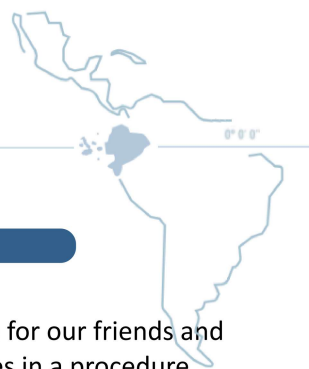 0° 0' 0"
for our friends and
es in a procedure